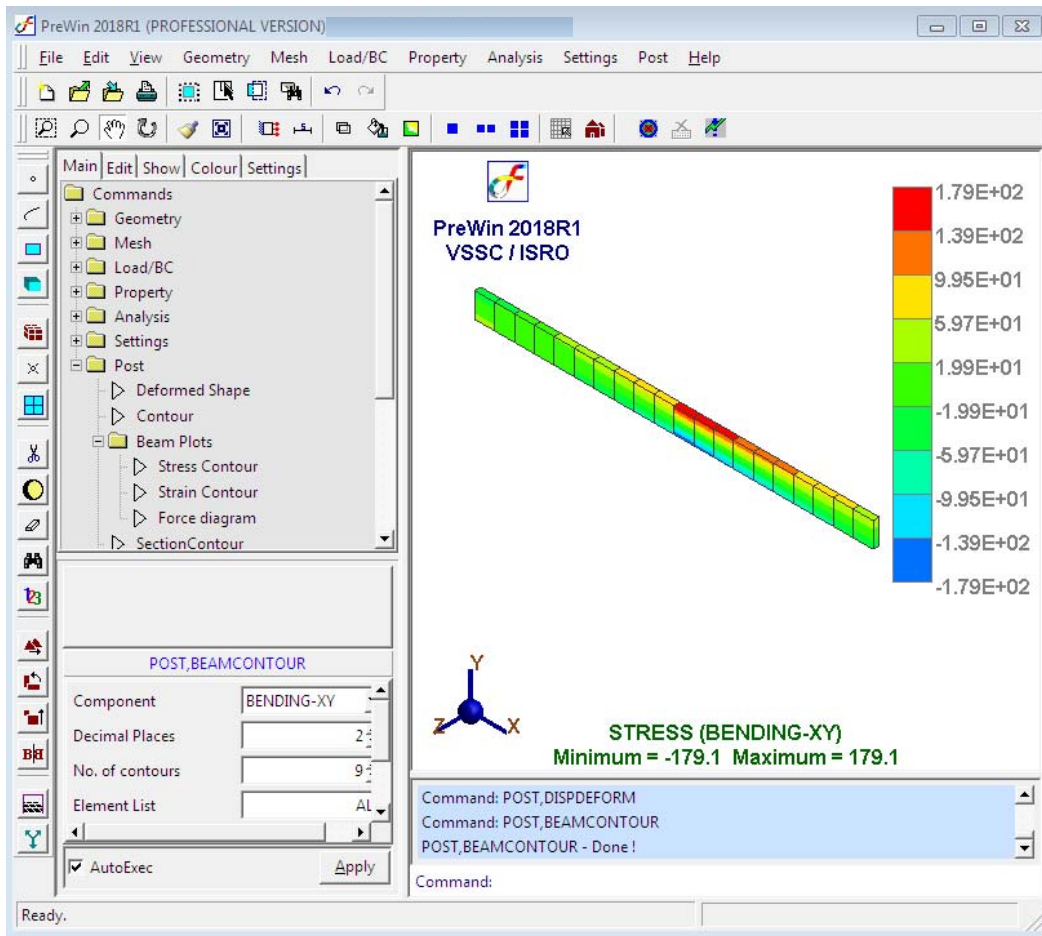 PreWin 2018R1 (PROFESSIONAL VERSION)
File Edit View Geometry Mesh Load/BC Property Analysis Settings Post Help
Main Edit Show Colour Settings
Commands
Geometry
Mesh
Load/BC
Property
Analysis
Settings
Post
Deformed Shape
Contour
Beam Plots
Stress Contour
Strain Contour
Force diagram
SectionContour
POST,BEAMCONTOUR
Component BENDING-XY
Decimal Places 2
No. of contours 9
Element List AL
AutoExec Apply
PreWin 2018R1
VSSC / ISRO
1.79E+02
1.39E+02
9.95E+01
5.97E+01
1.99E+01
-1.99E+01
-5.97E+01
-9.95E+01
-1.39E+02
-1.79E+02
Y
Z X
STRESS (BENDING-XY)
Minimum = -179.1 Maximum = 179.1
Command: POST,DISPDEFORM
Command: POST,BEAMCONTOUR
POST,BEAMCONTOUR - Done !
Command:
Ready.